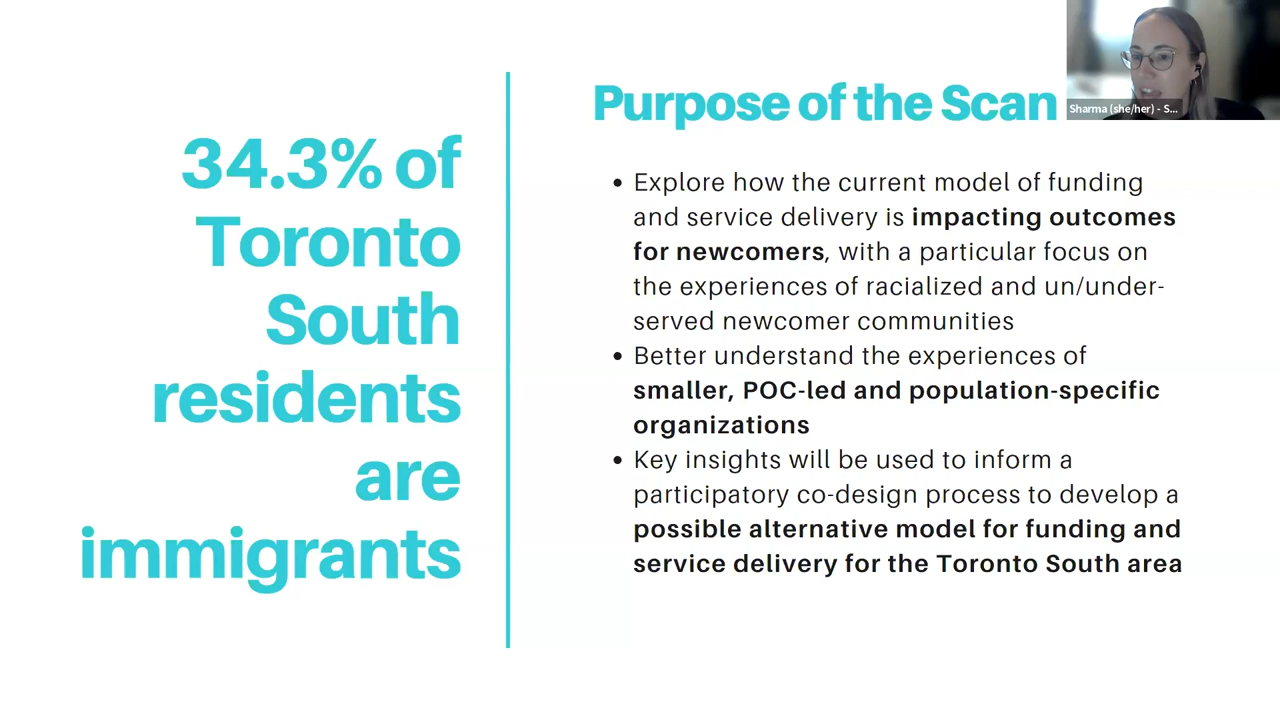 34.3% of
Toronto
South
residents
are
immigrants
Purpose of the Scan
Sharma (she/her) - S...
• Explore how the current model of funding
and service delivery is impacting outcomes
for newcomers, with a particular focus on
the experiences of racialized and un/under-
served newcomer communities
• Better understand the experiences of
smaller, POC-led and population-specific
organizations
• Key insights will be used to inform a
participatory co-design process to develop a
possible alternative model for funding and
service delivery for the Toronto South area